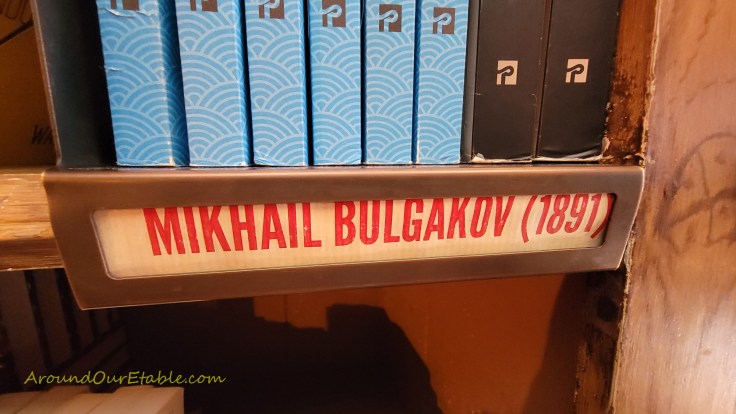 MIKHAIL BULGAKOV (1891)
AroundOurEtable.com